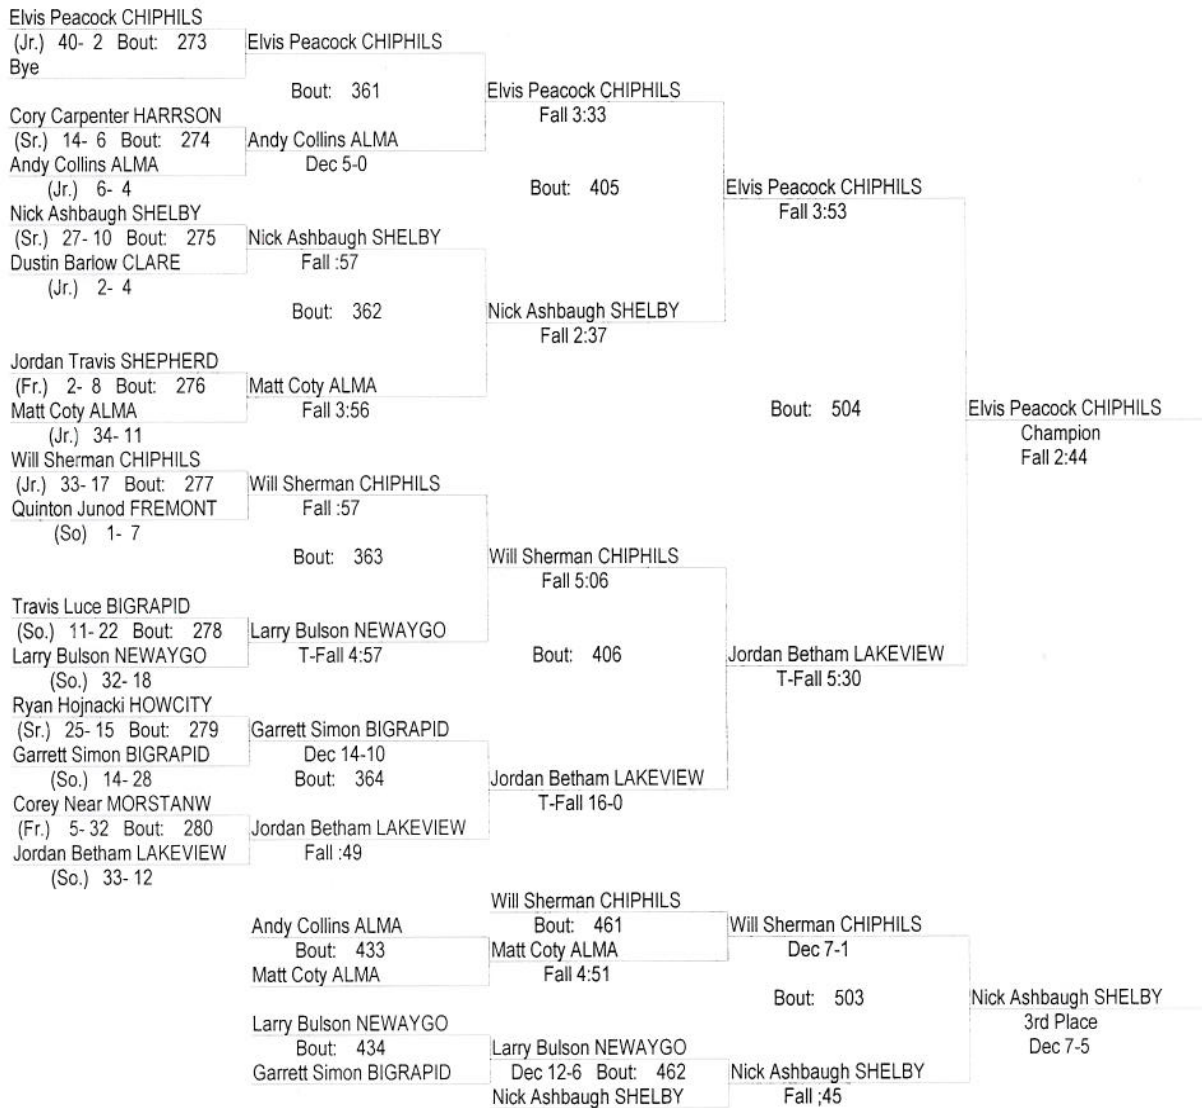 Elvis Peacock CHIPHILS
(Jr.) 40- 2 Bout: 273
Bye
Elvis Peacock CHIPHILS
Bout: 361
Elvis Peacock CHIPHILS
Fall 3:33
Cory Carpenter HARRSON
(Sr.) 14- 6 Bout: 274
Andy Collins ALMA
(Jr.) 6- 4
Andy Collins ALMA
Dec 5-0
Bout: 405
Elvis Peacock CHIPHILS
Fall 3:53
Nick Ashbaugh SHELBY
(Sr.) 27- 10 Bout: 275
Dustin Barlow CLARE
(Jr.) 2- 4
Nick Ashbaugh SHELBY
Fall :57
Bout: 362
Nick Ashbaugh SHELBY
Fall 2:37
Jordan Travis SHEPHERD
(Fr.) 2- 8 Bout: 276
Matt Coty ALMA
(Jr.) 34- 11
Matt Coty ALMA
Fall 3:56
Bout: 504
Elvis Peacock CHIPHILS
Champion
Fall 2:44
Will Sherman CHIPHILS
(Jr.) 33- 17 Bout: 277
Quinton Junod FREMONT
(So) 1- 7
Will Sherman CHIPHILS
Fall :57
Bout: 363
Will Sherman CHIPHILS
Fall 5:06
Travis Luce BIGRAPID
(So.) 11- 22 Bout: 278
Larry Bulson NEWAYGO
(So.) 32- 18
Larry Bulson NEWAYGO
T-Fall 4:57
Bout: 406
Jordan Betham LAKEVIEW
T-Fall 5:30
Ryan Hojnacki HOWCITY
(Sr.) 25- 15 Bout: 279
Garrett Simon BIGRAPID
(So.) 14- 28
Garrett Simon BIGRAPID
Dec 14-10
Bout: 364
Jordan Betham LAKEVIEW
T-Fall 16-0
Corey Near MORSTANW
(Fr.) 5- 32 Bout: 280
Jordan Betham LAKEVIEW
(So.) 33- 12
Jordan Betham LAKEVIEW
Fall :49
Andy Collins ALMA
Bout: 433
Matt Coty ALMA
Will Sherman CHIPHILS
Bout: 461
Matt Coty ALMA
Fall 4:51
Will Sherman CHIPHILS
Dec 7-1
Bout: 503
Nick Ashbaugh SHELBY
3rd Place
Dec 7-5
Larry Bulson NEWAYGO
Bout: 434
Garrett Simon BIGRAPID
Larry Bulson NEWAYGO
Dec 12-6 Bout: 462
Nick Ashbaugh SHELBY
Nick Ashbaugh SHELBY
Fall ;45